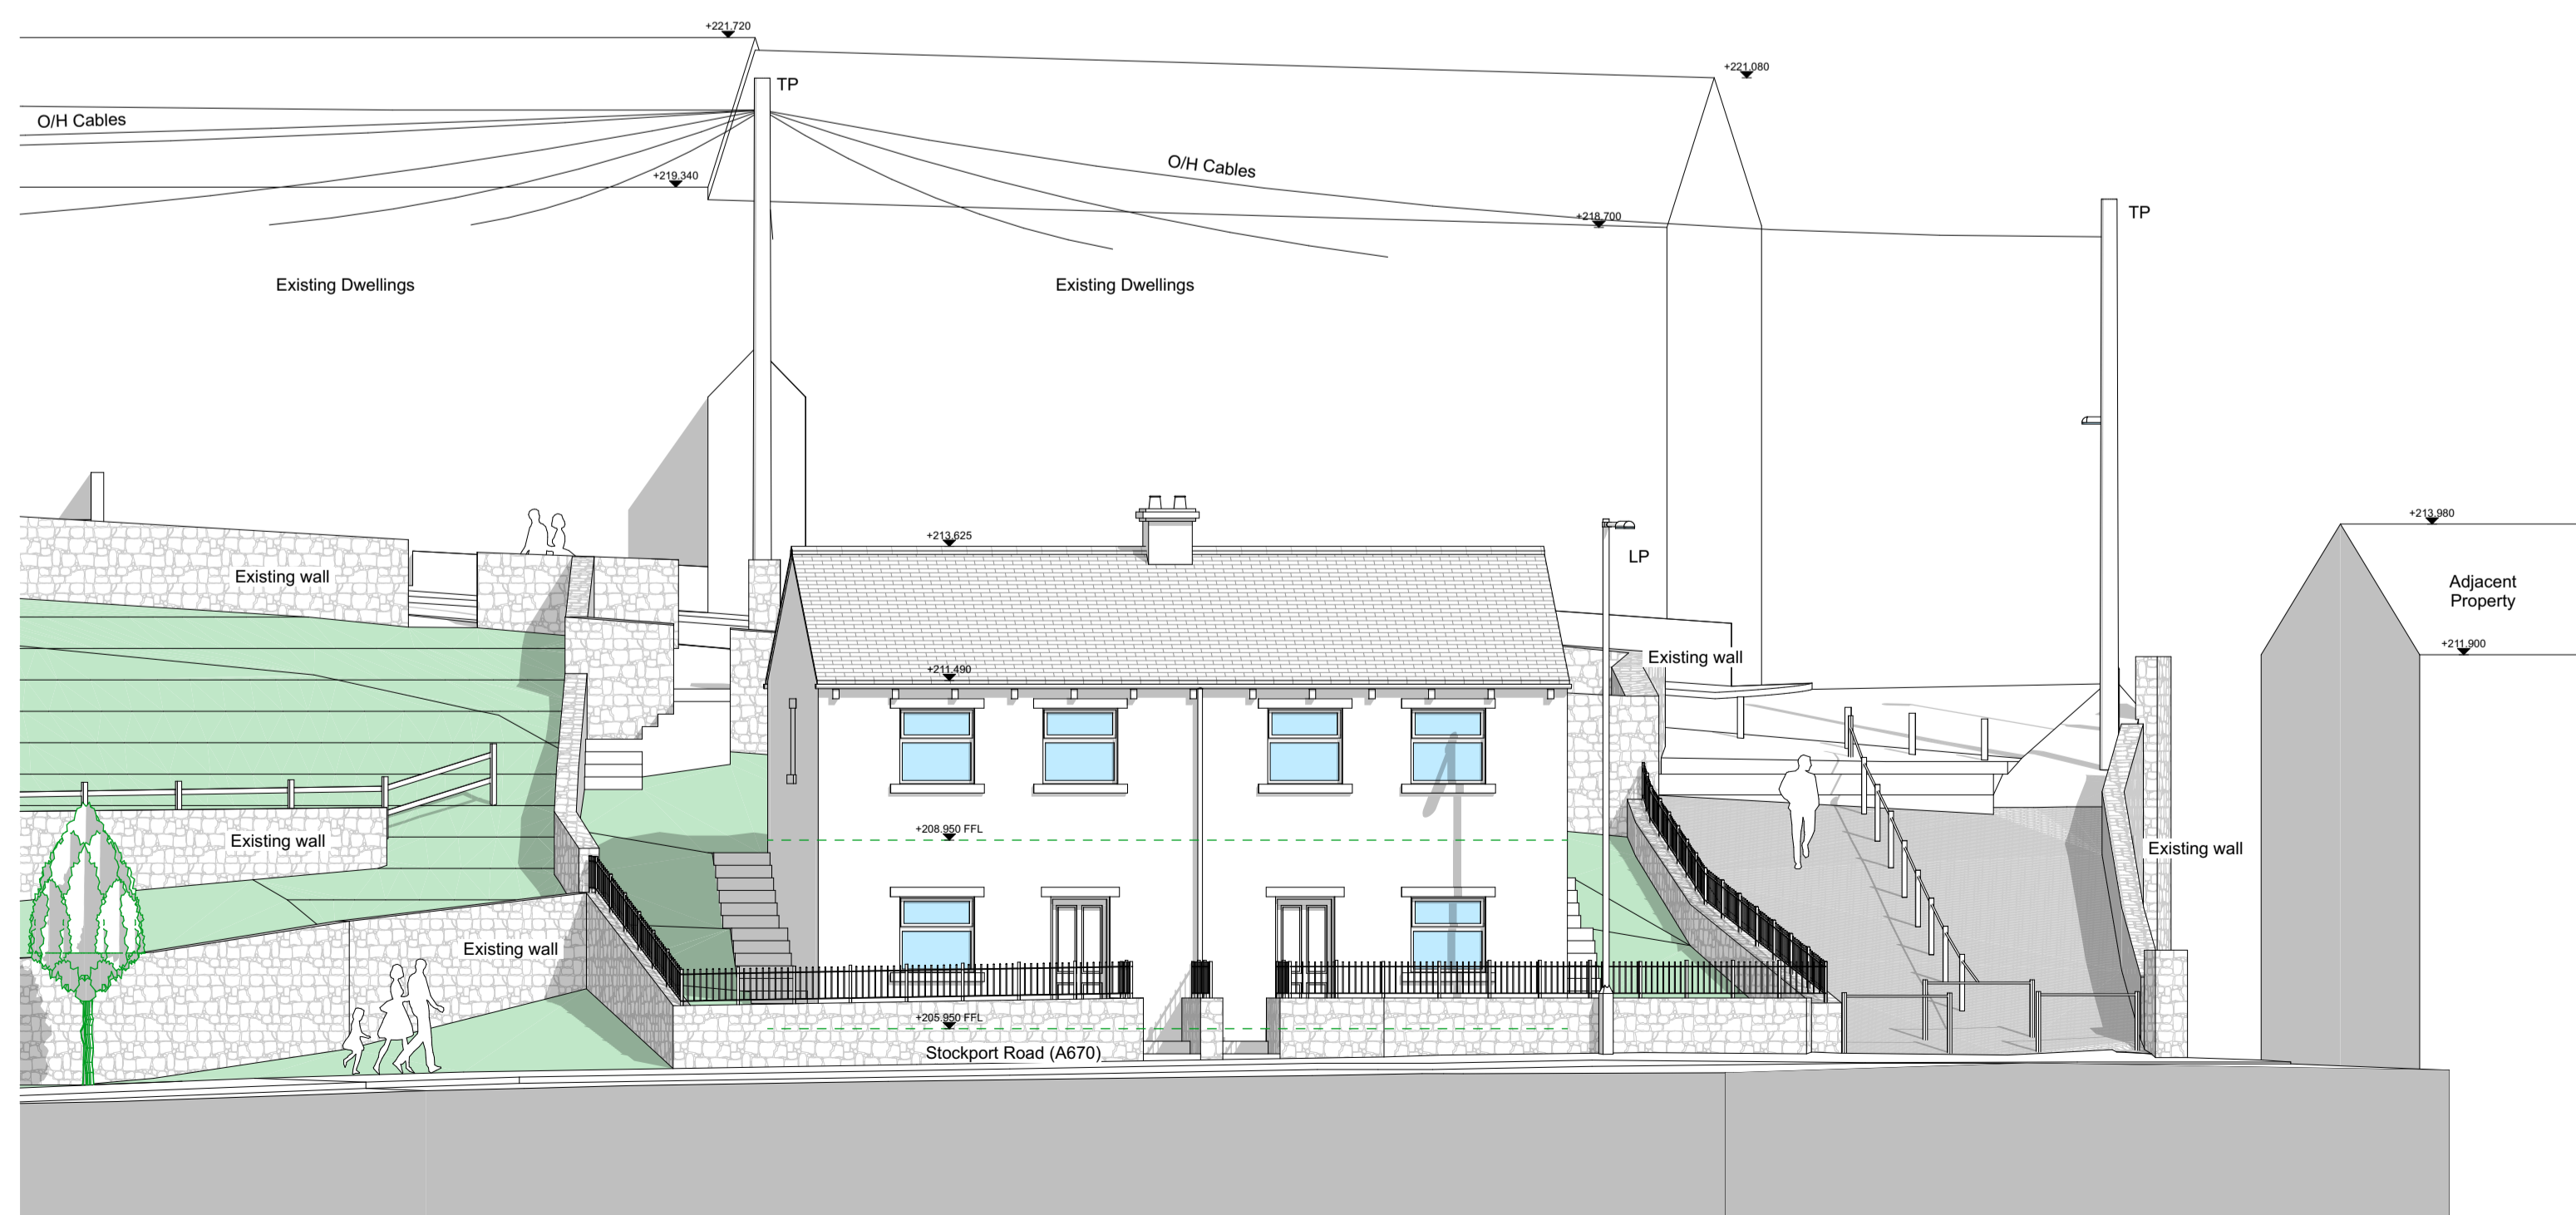 +221.720
+221.080
TP
O/H Cables
O/H Cables
+219.340
+218.700
TP
Existing Dwellings
Existing Dwellings
+213.980
+213.625
LP
Existing wall
Adjacent
Property
+211.900
Existing wall
+211.490
+208.950 FFL
Existing wall
Existing wall
Existing wall
+205.950 FFL
Stockport Road (A670)